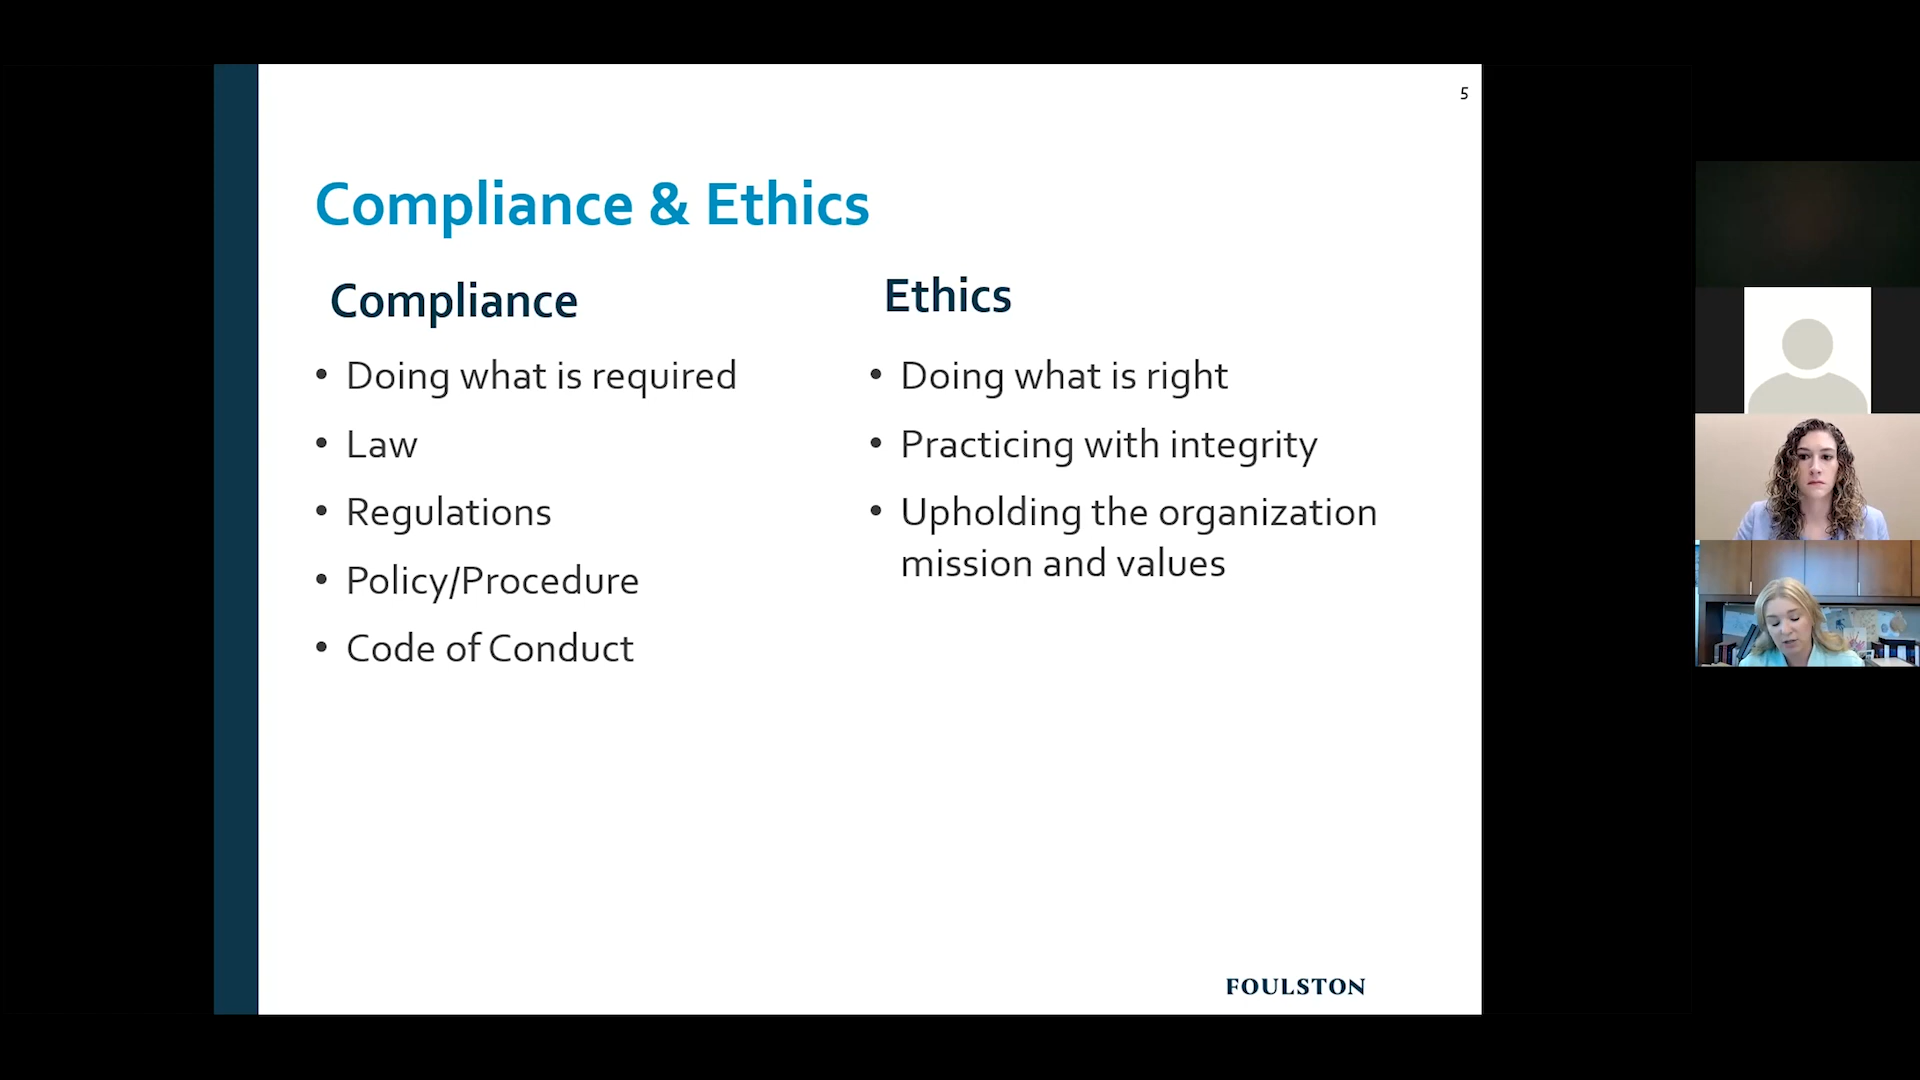 5
Compliance & Ethics
Compliance
• Doing what is required
• Law
• Regulations
• Policy/Procedure
• Code of Conduct
Ethics
• Doing what is right
• Practicing with integrity
• Upholding the organization
mission and values
FOULSTON